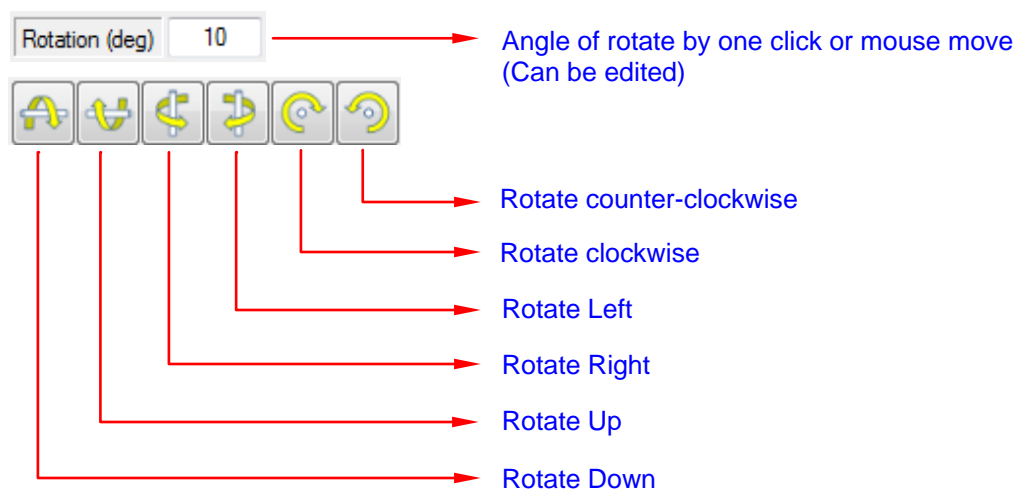 Rotation (deg) 10
Angle of rotate by one click or mouse move
(Can be edited)
Rotate counter-clockwise
Rotate clockwise
Rotate Left
Rotate Right
Rotate Up
Rotate Down